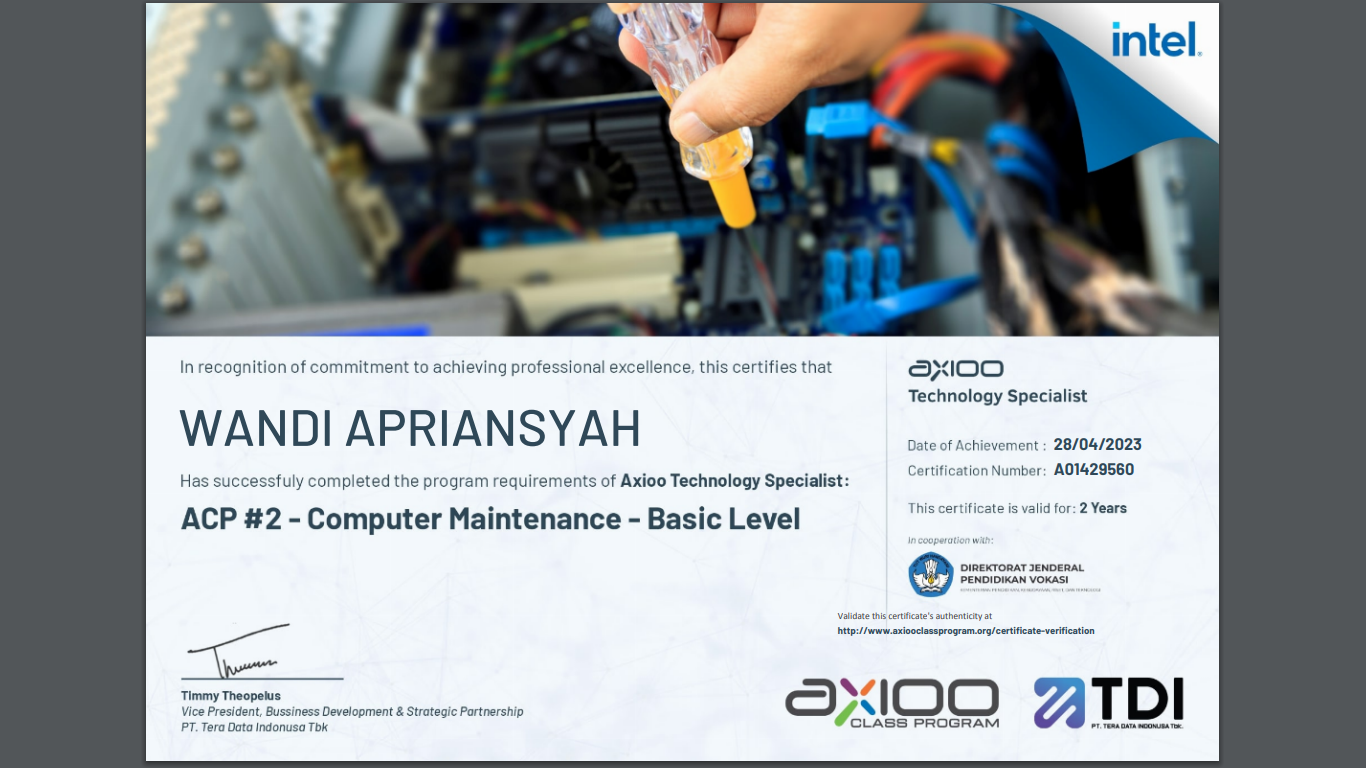 intel
In recognition of commitment to achieving professional excellence, this certifies that
WANDI APRIANSYAH
Has successfuly completed the program requirements of Axioo Technology Specialist:
ACP #2 - Computer Maintenance - Basic Level
Timmy Theopelus
Vice President, Bussiness Development & Strategic Partnership
PT. Tera Data Indonusa Tbk
axioo
Technology Specialist
Date of Achievement : 28/04/2023
Certification Number: A01429560
This certificate is valid for: 2 Years
In cooperation with:
DIREKTORAT JENDERAL
PENDIDIKAN VOKASI
Validate this certificate's authenticity at
http://www.axiooclassprogram.org/certificate-verification
axioo
CLASS PROGRAM
TDI
PT. TERA DATA INDONUSA Tbk.